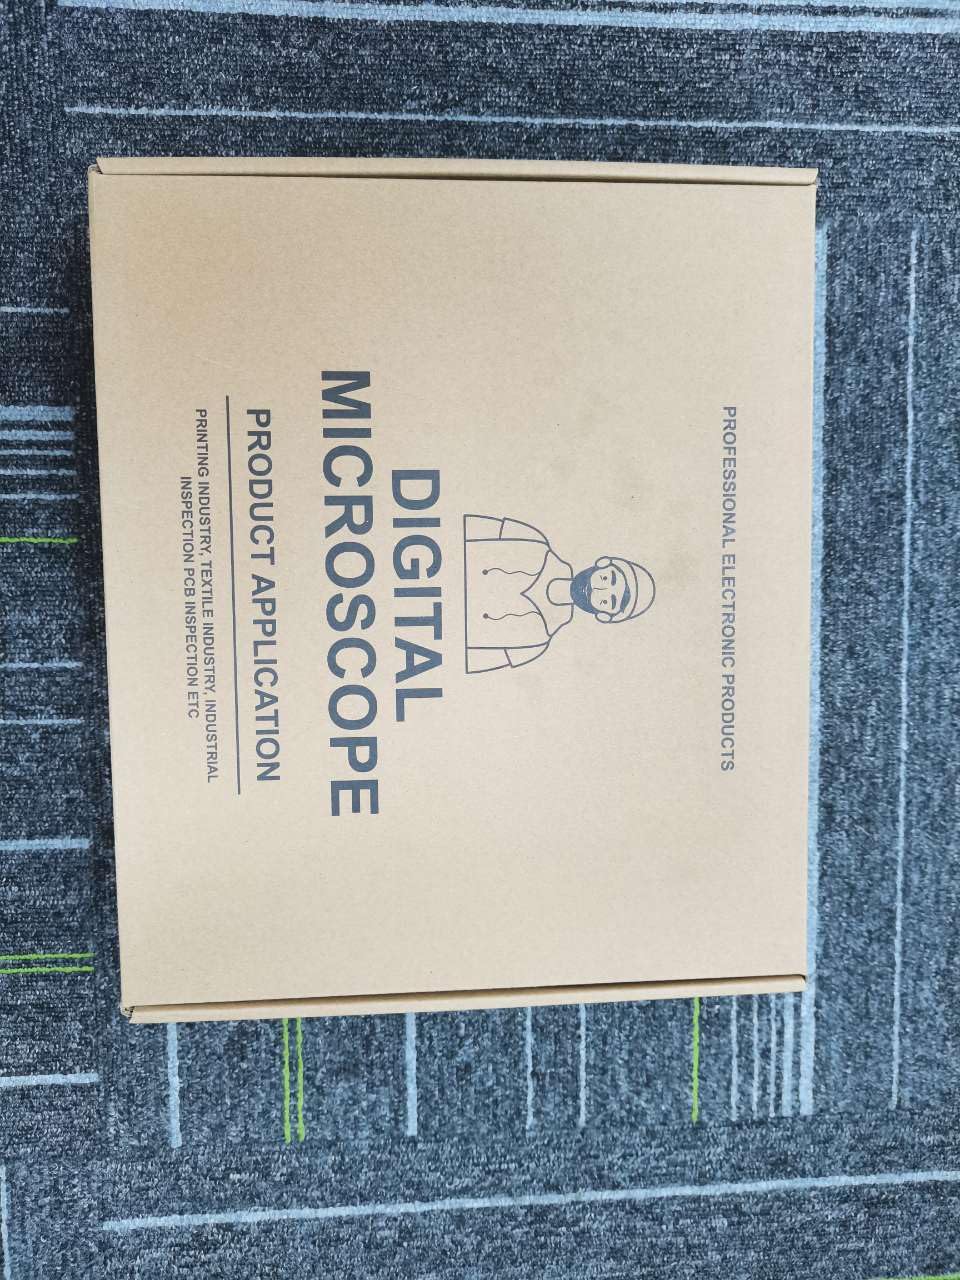 PROFESSIONAL ELECTRONIC PRODUCTS
DIGITAL
MICROSCOPE
PRODUCT APPLICATION
PRINTING INDUSTRY, TEXTILE INDUSTRY, INDUSTRIAL
INSPECTION PCB INSPECTION ETC